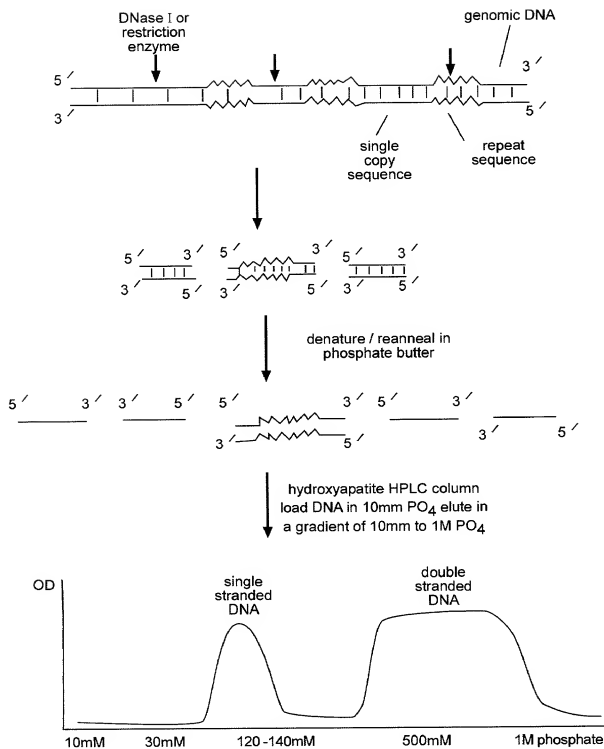 DNase I or
restriction
enzyme
genomic DNA
5′ 3′
3′ 5′
single
copy
sequence
repeat
sequence
5′ 3′ 5′ 3′ 5′ 3′
3′ 5′ 3′ 5′ 3′ 5′
denature / reanneal in
phosphate butter
5′ 3′ 3′ 5′ 5′ 3′ 5′ 3′
3′ 5′ 3′ 5′
hydroxyapatite HPLC column
load DNA in 10mm PO₄ elute in
a gradient of 10mm to 1M PO₄
OD
single
stranded
DNA
double
stranded
DNA
10mM 30mM 120 -140mM 500mM 1M phosphate